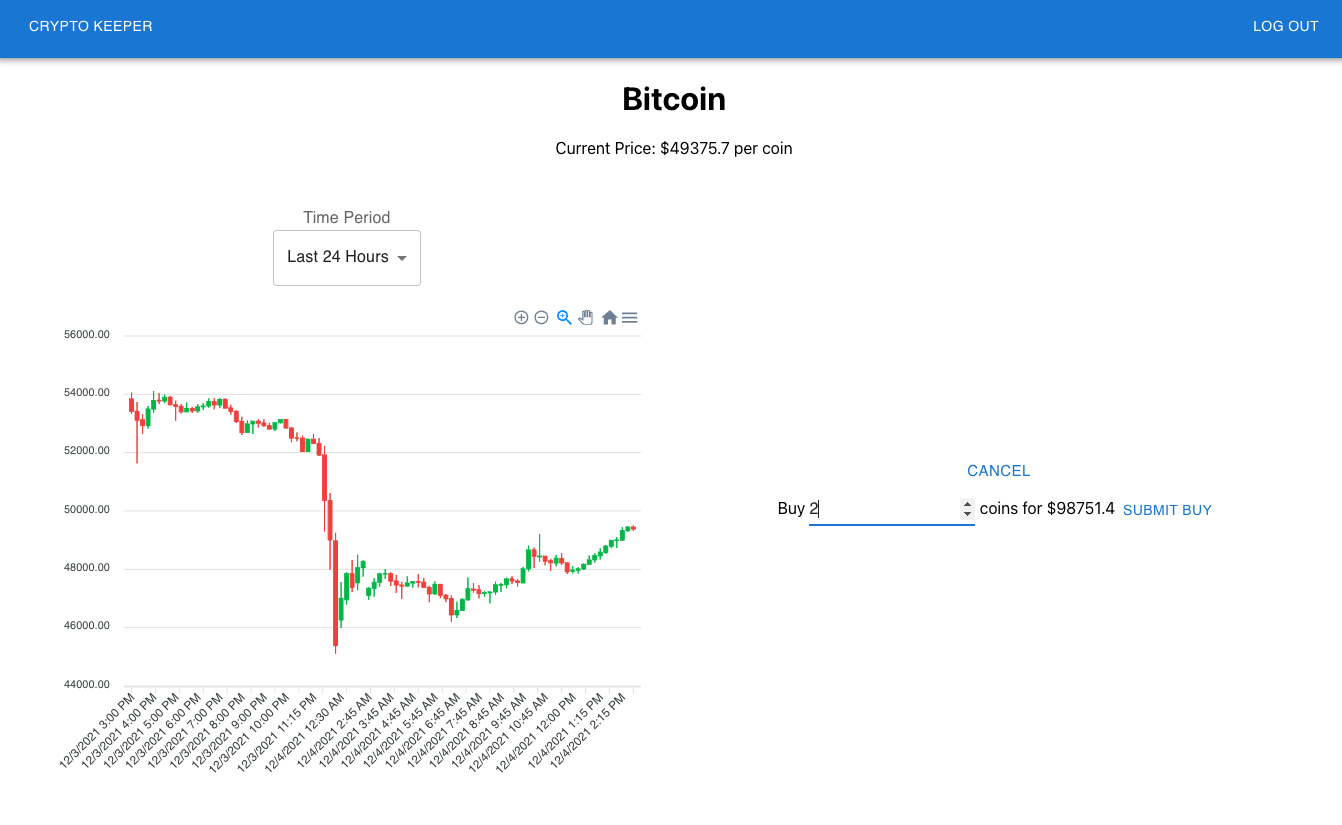 CRYPTO KEEPER
LOG OUT
Bitcoin
Current Price: $49375.7 per coin
Time Period
Last 24 Hours
56000.00
54000.00
52000.00
50000.00
48000.00
46000.00
44000.00
12/3/2021 3:00 PM
12/3/2021 4:00 PM
12/3/2021 5:00 PM
12/3/2021 6:00 PM
12/3/2021 7:00 PM
12/3/2021 8:00 PM
12/3/2021 9:00 PM
12/3/2021 10:00 PM
12/3/2021 11:15 PM
12/4/2021 12:30 AM
12/4/2021 2:45 AM
12/4/2021 3:45 AM
12/4/2021 4:45 AM
12/4/2021 5:45 AM
12/4/2021 6:45 AM
12/4/2021 7:45 AM
12/4/2021 8:45 AM
12/4/2021 9:45 AM
12/4/2021 10:45 AM
12/4/2021 12:00 PM
12/4/2021 1:15 PM
12/4/2021 2:15 PM
CANCEL
Buy 2 coins for $98751.4 SUBMIT BUY